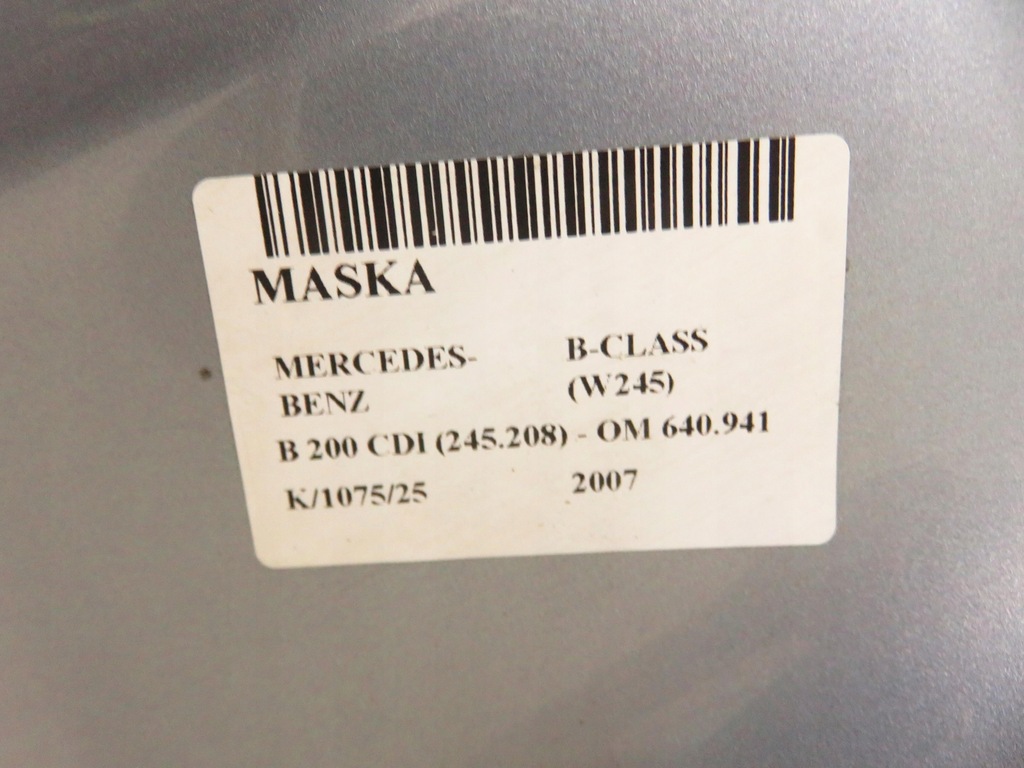 MASKA
MERCEDES-
BENZ
B-CLASS
(W245)
B 200 CDI (245.208) - OM 640.941
K/1075/25
2007